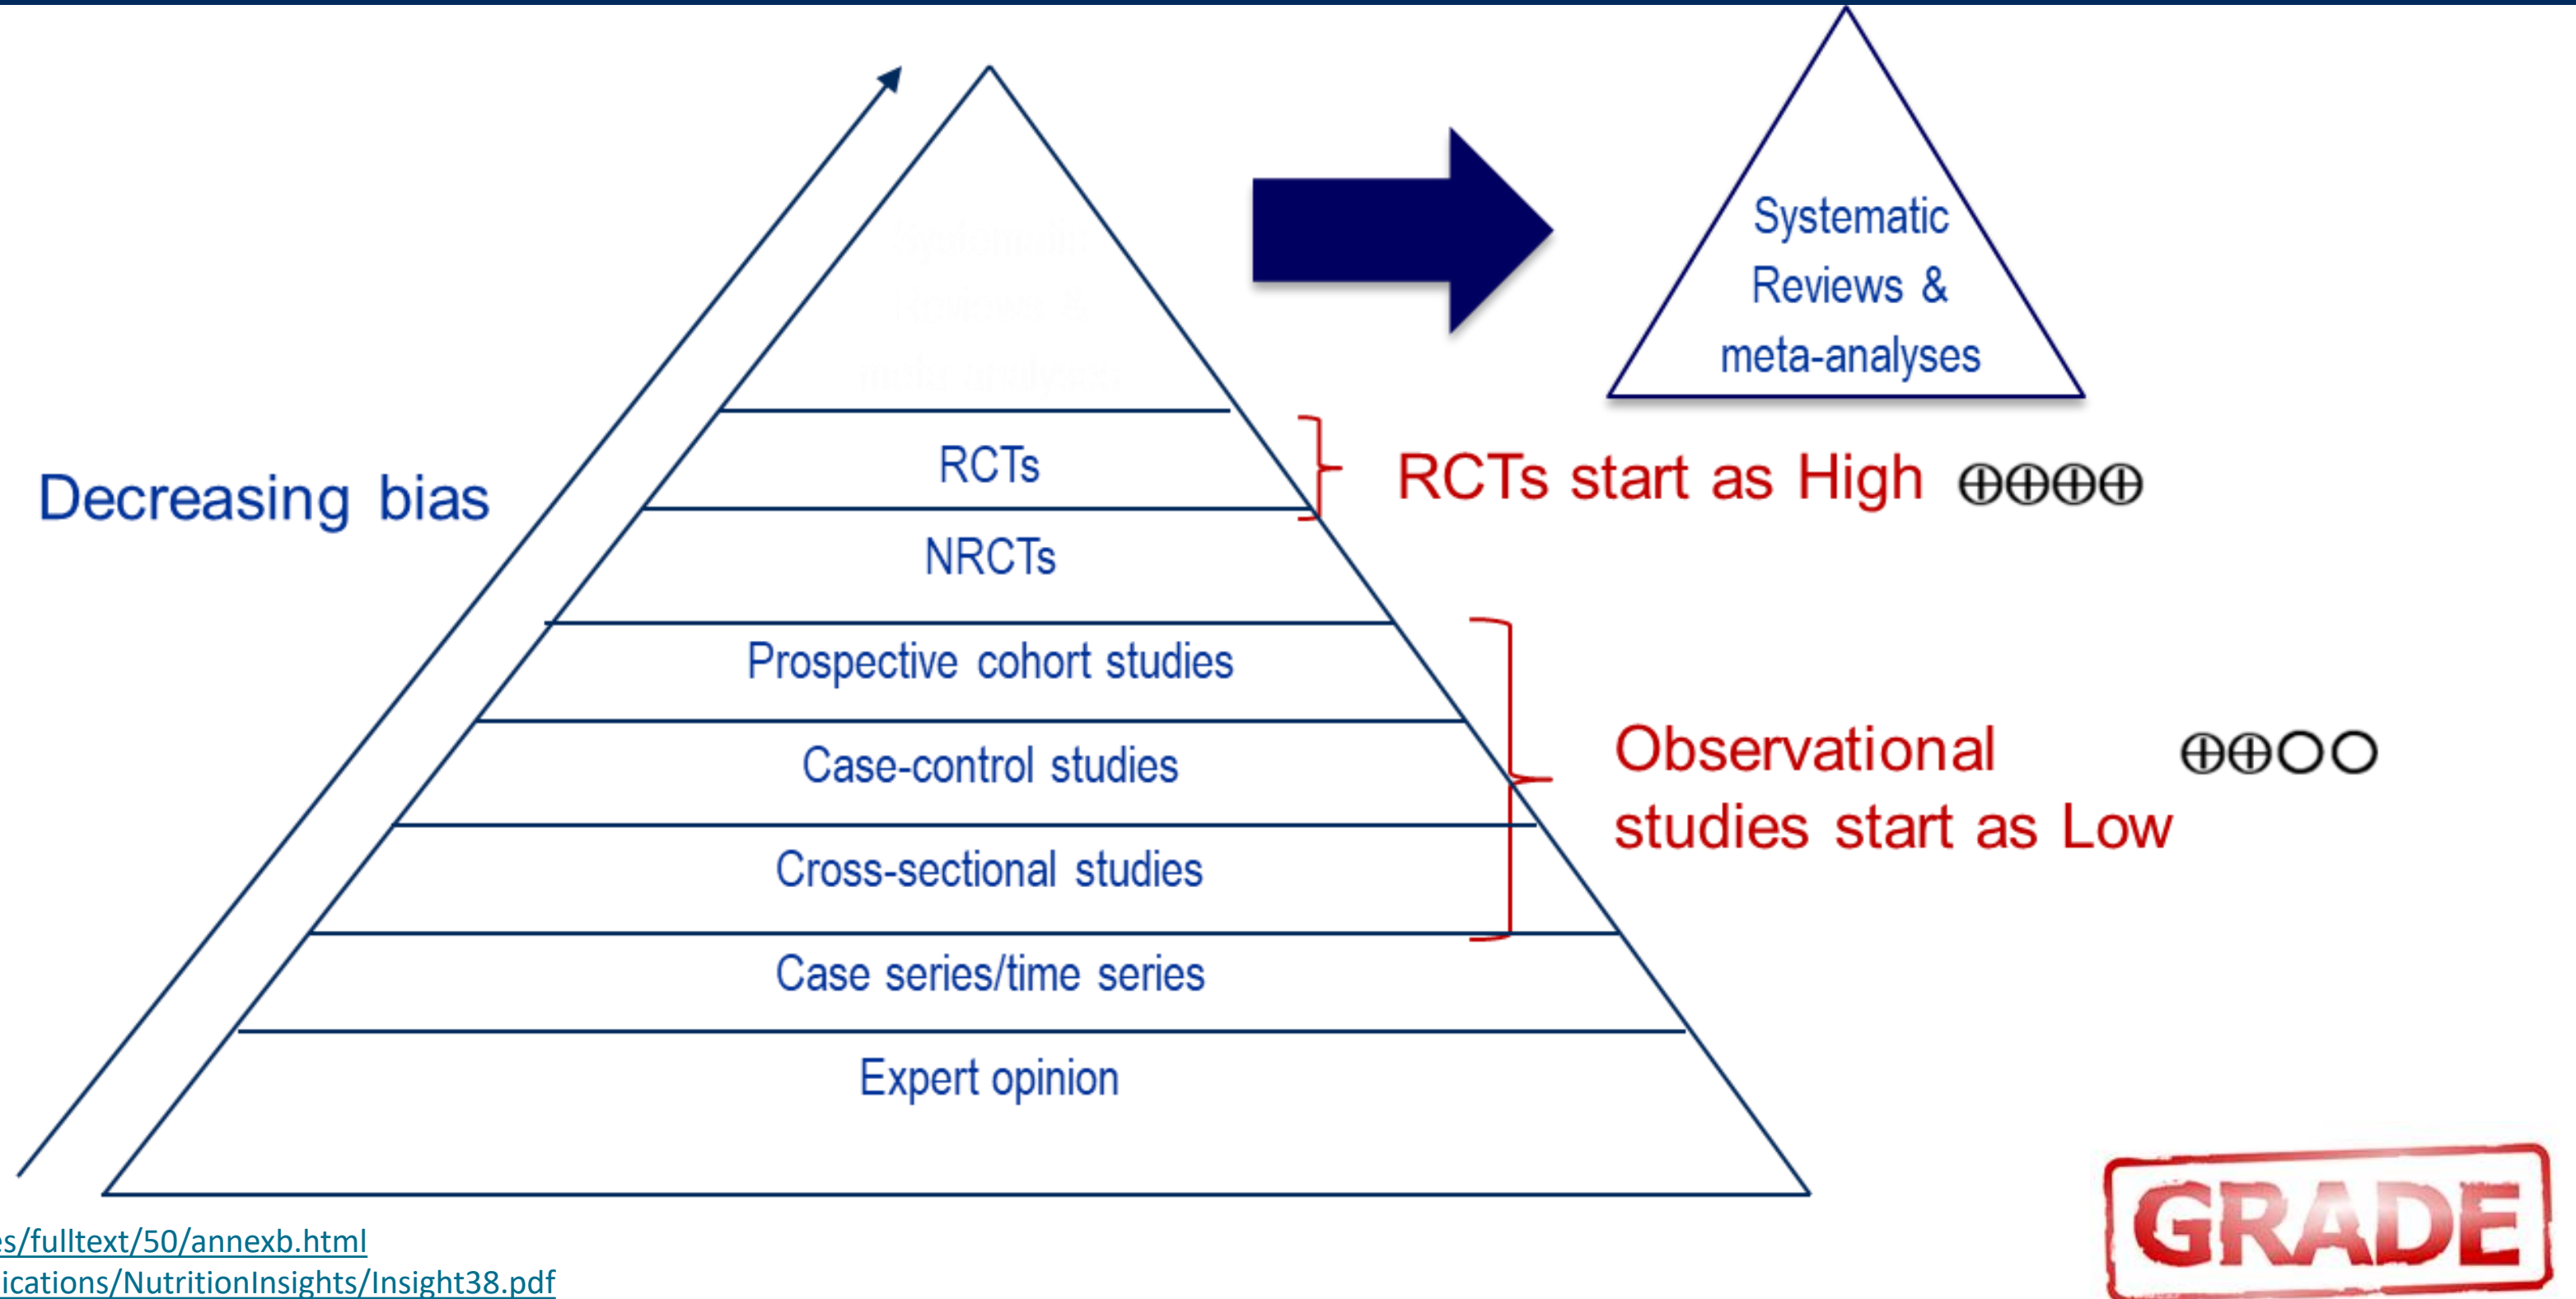 Systematic
Reviews &
meta-analyses
Decreasing bias
RCTs
RCTs start as High ⊕⊕⊕⊕
NRCTs
Prospective cohort studies
Case-control studies
Observational ⊕⊕○○
studies start as Low
Cross-sectional studies
Case series/time series
Expert opinion
es/fulltext/50/annexb.html
ications/NutritionInsights/Insight38.pdf
GRADE